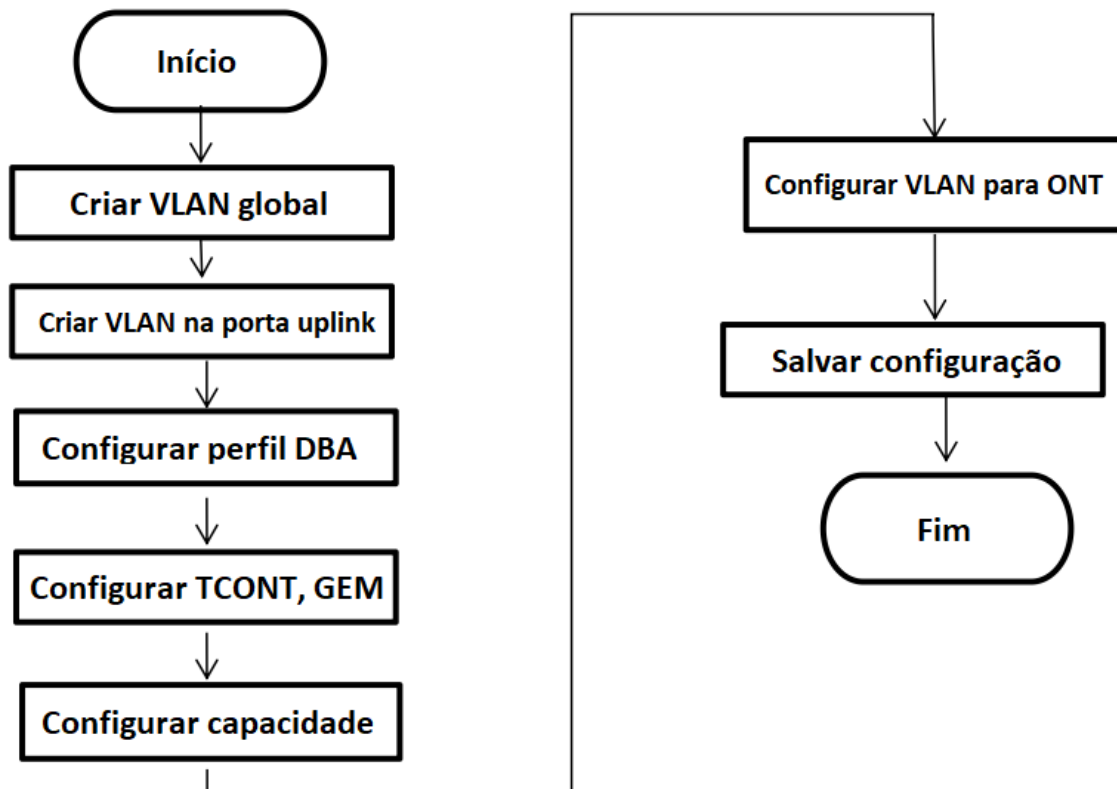 Início
Criar VLAN global
Criar VLAN na porta uplink
Configurar perfil DBA
Configurar TCONT, GEM
Configurar capacidade
Configurar VLAN para ONT
Salvar configuração
Fim